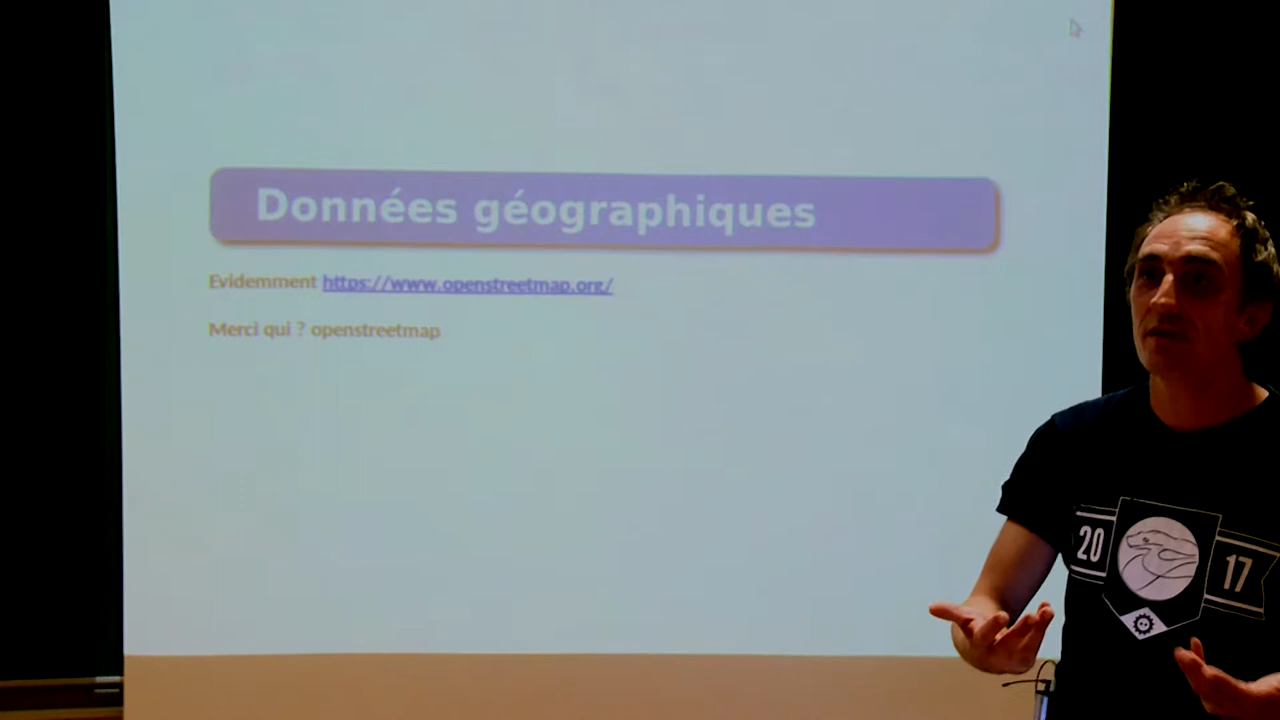 Données géographiques
Evidemment https://www.openstreetmap.org/
Merci qui ? openstreetmap
20 17